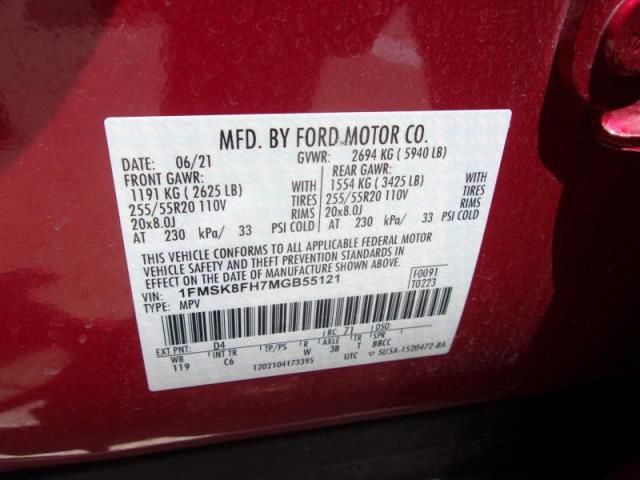 MFD. BY FORD MOTOR CO.
DATE: 06/21 GVWR: 2694 KG ( 5940 LB)
FRONT GAWR: REAR GAWR:
1191 KG ( 2625 LB) WITH 1554 KG ( 3425 LB) WITH
255/55R20 110V TIRES 255/55R20 110V TIRES
20x8.0J RIMS 20x8.0J RIMS
AT 230 kPa/ 33 PSI COLD AT 230 kPa/ 33 PSI COLD
THIS VEHICLE CONFORMS TO ALL APPLICABLE FEDERAL MOTOR
VEHICLE SAFETY AND THEFT PREVENTION STANDARDS IN
EFFECT ON THE DATE OF MANUFACTURE SHOWN ABOVE.
VIN: 1FMSK8FH7MGB55121 F0091
TYPE: MPV T0223
EXT PNT: D4 RC: 71 DSO:
WB INT TR TP/PS R AXLE T SPR
119 C6 W 3B BBCC
120210417339S UTC 5U5A-1520472-BA